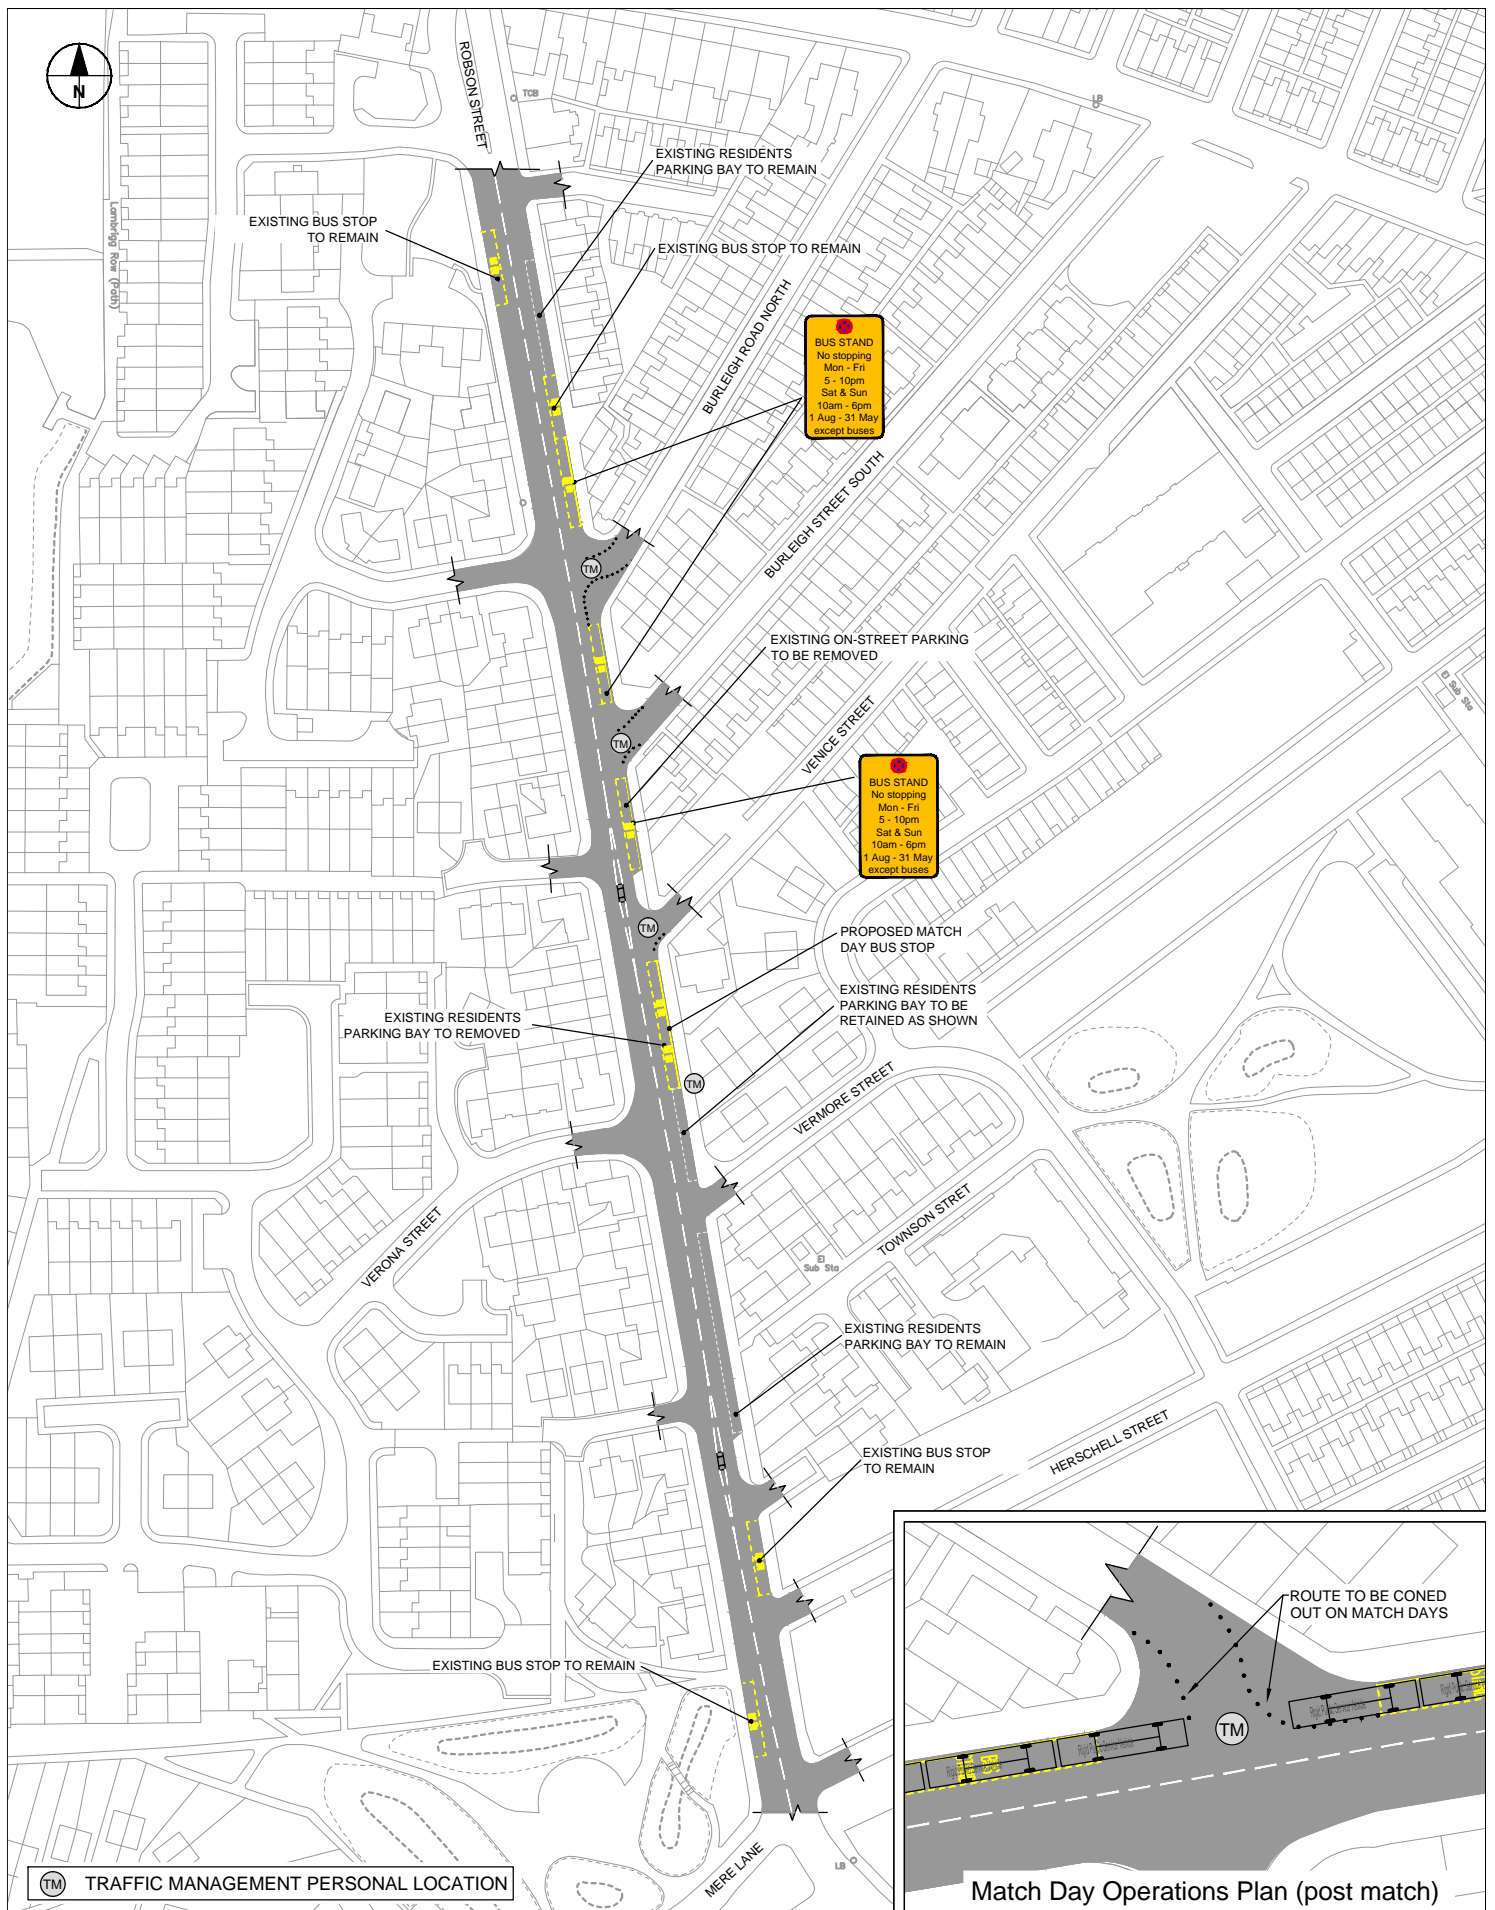 N
ROBSON STREET
TCB
LB
EXISTING RESIDENTS
PARKING BAY TO REMAIN
EXISTING BUS STOP
TO REMAIN
EXISTING BUS STOP TO REMAIN
Lambrigg Row (Path)
BURLEIGH ROAD NORTH
BUS STAND
No stopping
Mon - Fri
5 - 10pm
Sat & Sun
10am - 6pm
1 Aug - 31 May
except buses
BURLEIGH STREET SOUTH
TM
EXISTING ON-STREET PARKING
TO BE REMOVED
El Sub Sta
VENICE STREET
TM
BUS STAND
No stopping
Mon - Fri
5 - 10pm
Sat & Sun
10am - 6pm
1 Aug - 31 May
except buses
TM
PROPOSED MATCH
DAY BUS STOP
EXISTING RESIDENTS
PARKING BAY TO BE
RETAINED AS SHOWN
EXISTING RESIDENTS
PARKING BAY TO REMOVED
TM
VERMORE STREET
TOWNSON STRET
VERONA STREET
El
Sub Sta
EXISTING RESIDENTS
PARKING BAY TO REMAIN
HERSCHELL STREET
EXISTING BUS STOP
TO REMAIN
EXISTING BUS STOP TO REMAIN
MERE LANE
LB
TM TRAFFIC MANAGEMENT PERSONAL LOCATION
ROUTE TO BE CONED
OUT ON MATCH DAYS
TM
Match Day Operations Plan (post match)